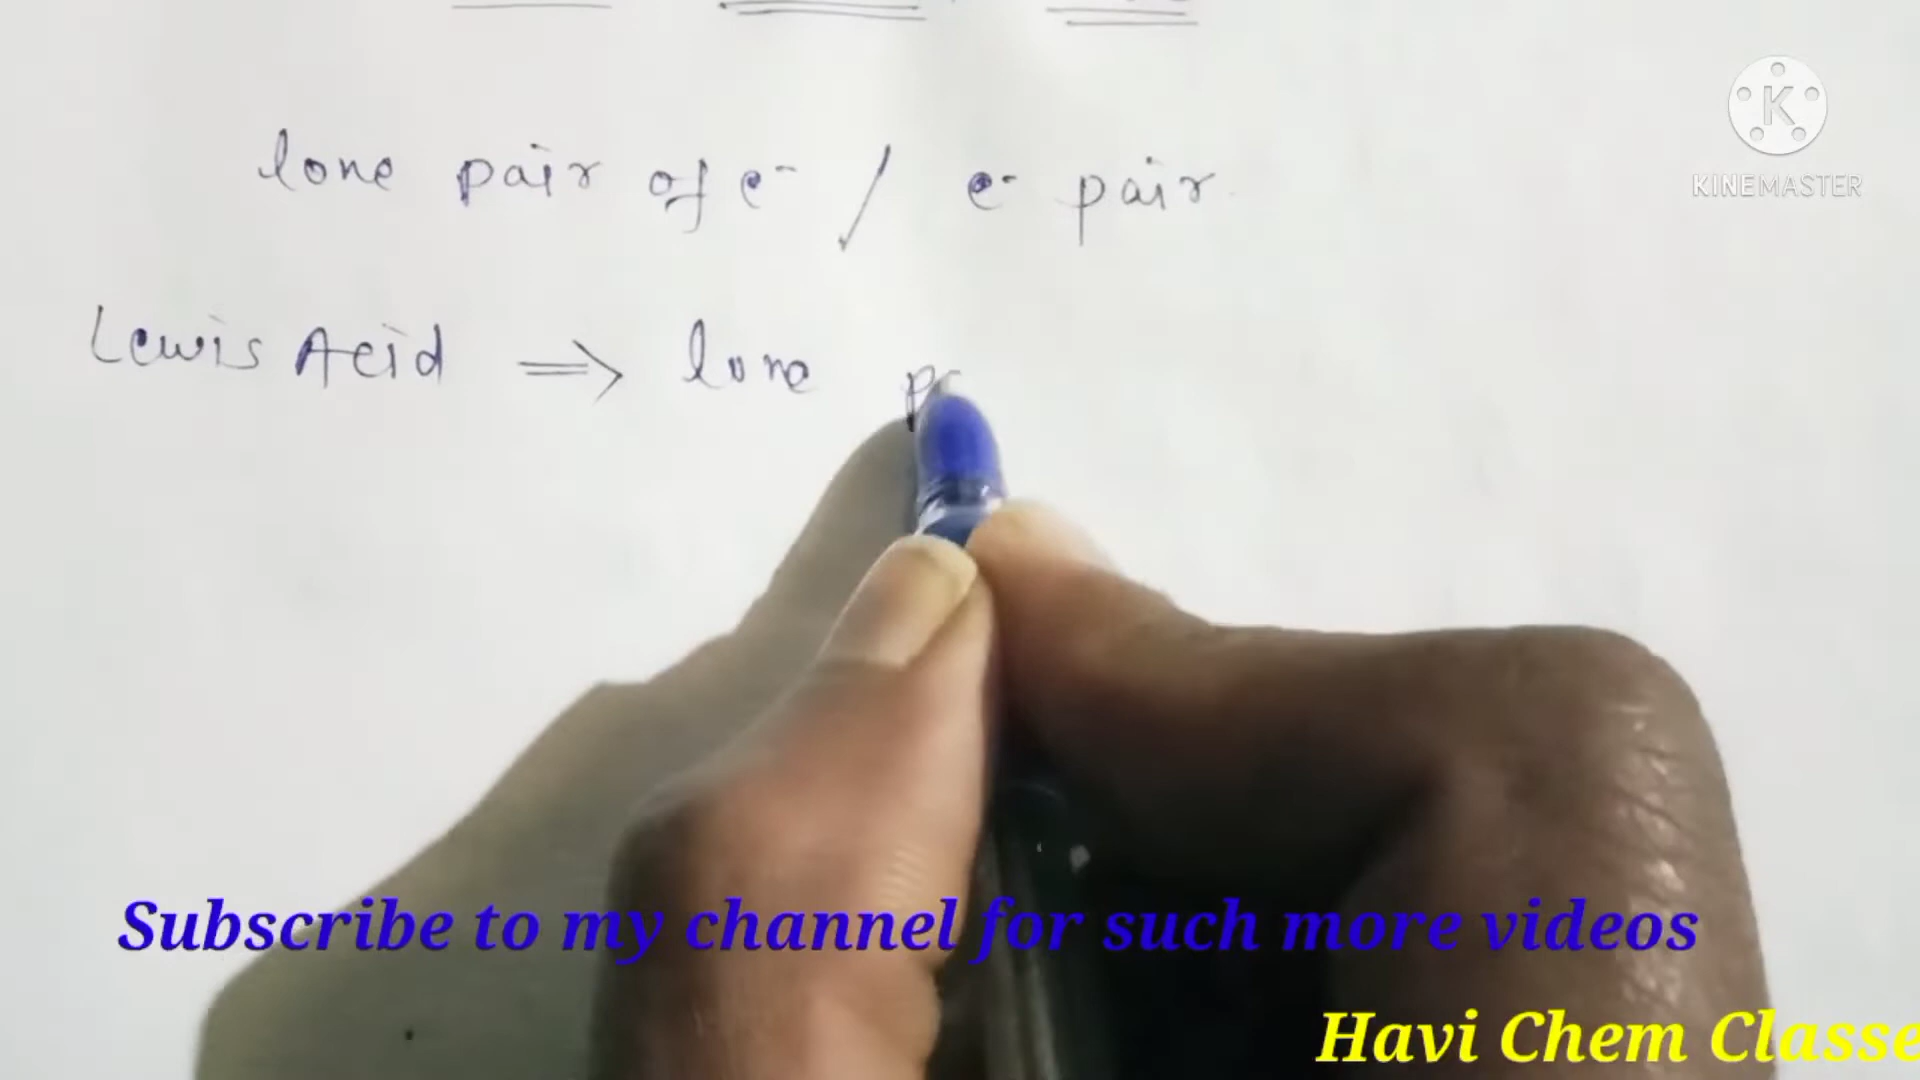 lone pair of e- / e- pair
Lewis Acid ⇒ lone
K
KINEMASTER
Subscribe to my channel for such more videos
Havi Chem Classe